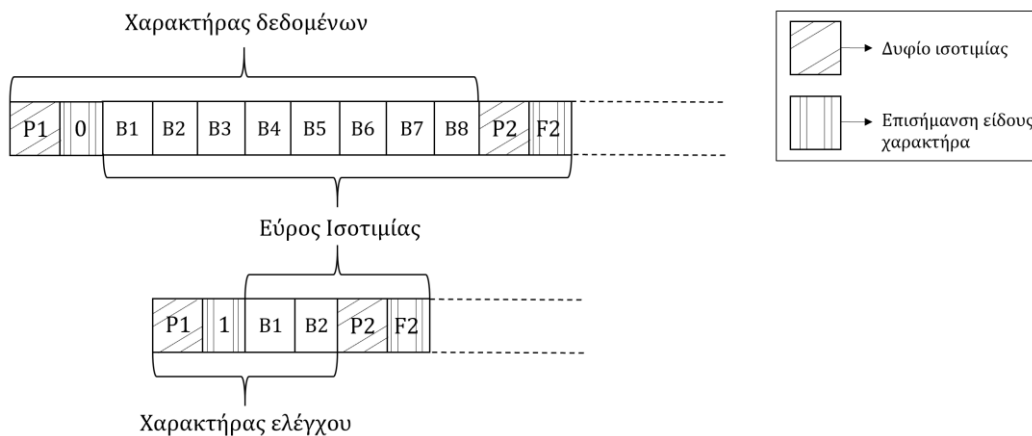 Χαρακτήρας δεδομένων
P1 0 B1 B2 B3 B4 B5 B6 B7 B8 P2 F2
Εύρος Ισοτιμίας
P1 1 B1 B2 P2 F2
Χαρακτήρας ελέγχου
Δυφίο ισοτιμίας
Επισήμανση είδους
χαρακτήρα